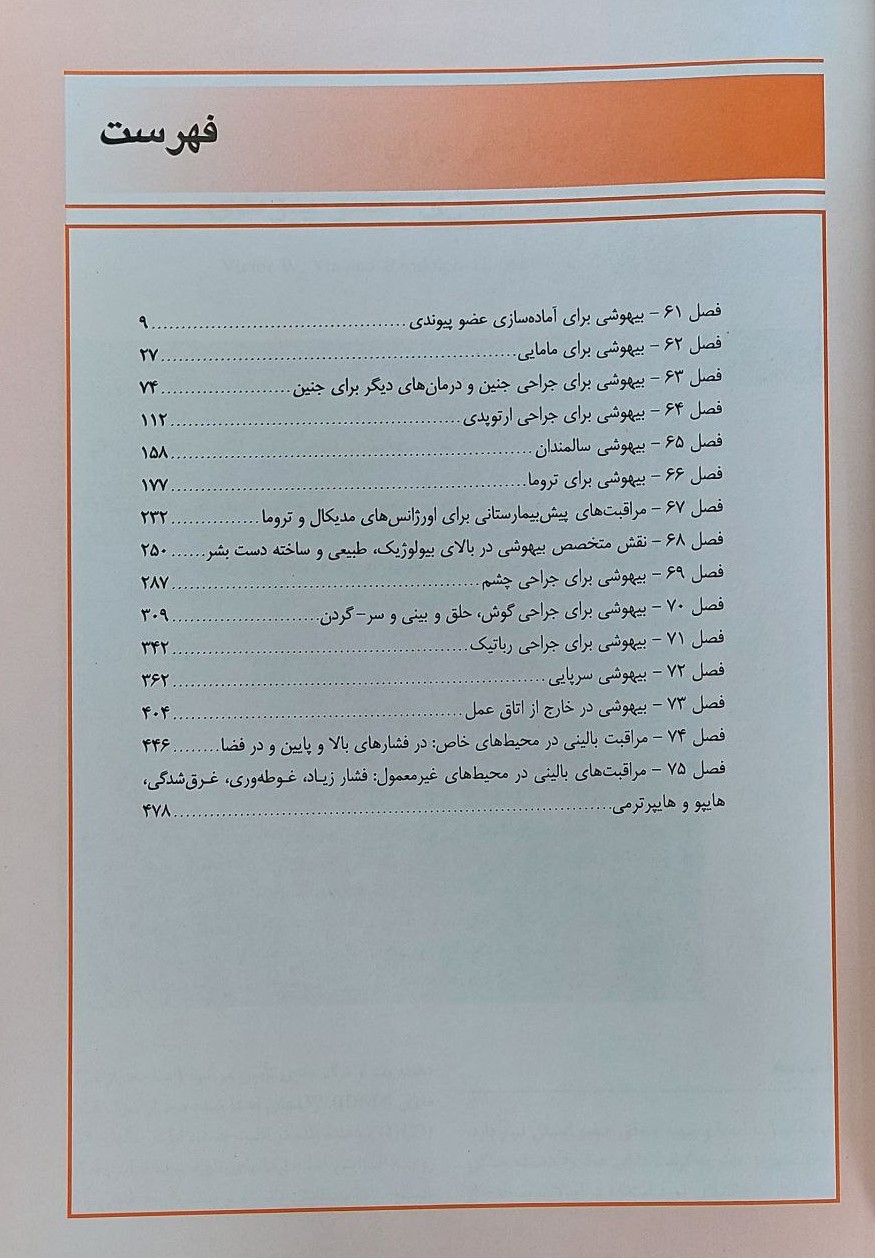 فهرست
فصل ۶۱ – بیهوشی برای آماده‌سازی عضو پیوندی ........ ۹
فصل ۶۲ – بیهوشی برای مامایی ........ ۲۷
فصل ۶۳ – بیهوشی برای جراحی جنین و درمان‌های دیگر برای جنین ........ ۷۴
فصل ۶۴ – بیهوشی برای جراحی ارتوپدی ........ ۱۱۲
فصل ۶۵ – بیهوشی سالمندان ........ ۱۵۸
فصل ۶۶ – بیهوشی برای تروما ........ ۱۷۷
فصل ۶۷ – مراقبت‌های پیش‌بیمارستانی برای اورژانس‌های مدیکال و تروما ........ ۲۳۲
فصل ۶۸ – نقش متخصص بیهوشی در بالای بیولوژیک، طبیعی و ساخته دست بشر ........ ۲۵۰
فصل ۶۹ – بیهوشی برای جراحی چشم ........ ۲۸۷
فصل ۷۰ – بیهوشی برای جراحی گوش، حلق و بینی و سر–گردن ........ ۳۰۹
فصل ۷۱ – بیهوشی برای جراحی رباتیک ........ ۳۴۲
فصل ۷۲ – بیهوشی سرپایی ........ ۳۶۲
فصل ۷۳ – بیهوشی در خارج از اتاق عمل ........ ۴۰۴
فصل ۷۴ – مراقبت بالینی در محیط‌های خاص: در فشارهای بالا و پایین و در فضا ........ ۴۴۶
فصل ۷۵ – مراقبت‌های بالینی در محیط‌های غیرمعمول: فشار زیاد، غوطه‌وری، غرق‌شدگی،
هایپو و هایپرترمی ........ ۴۷۸